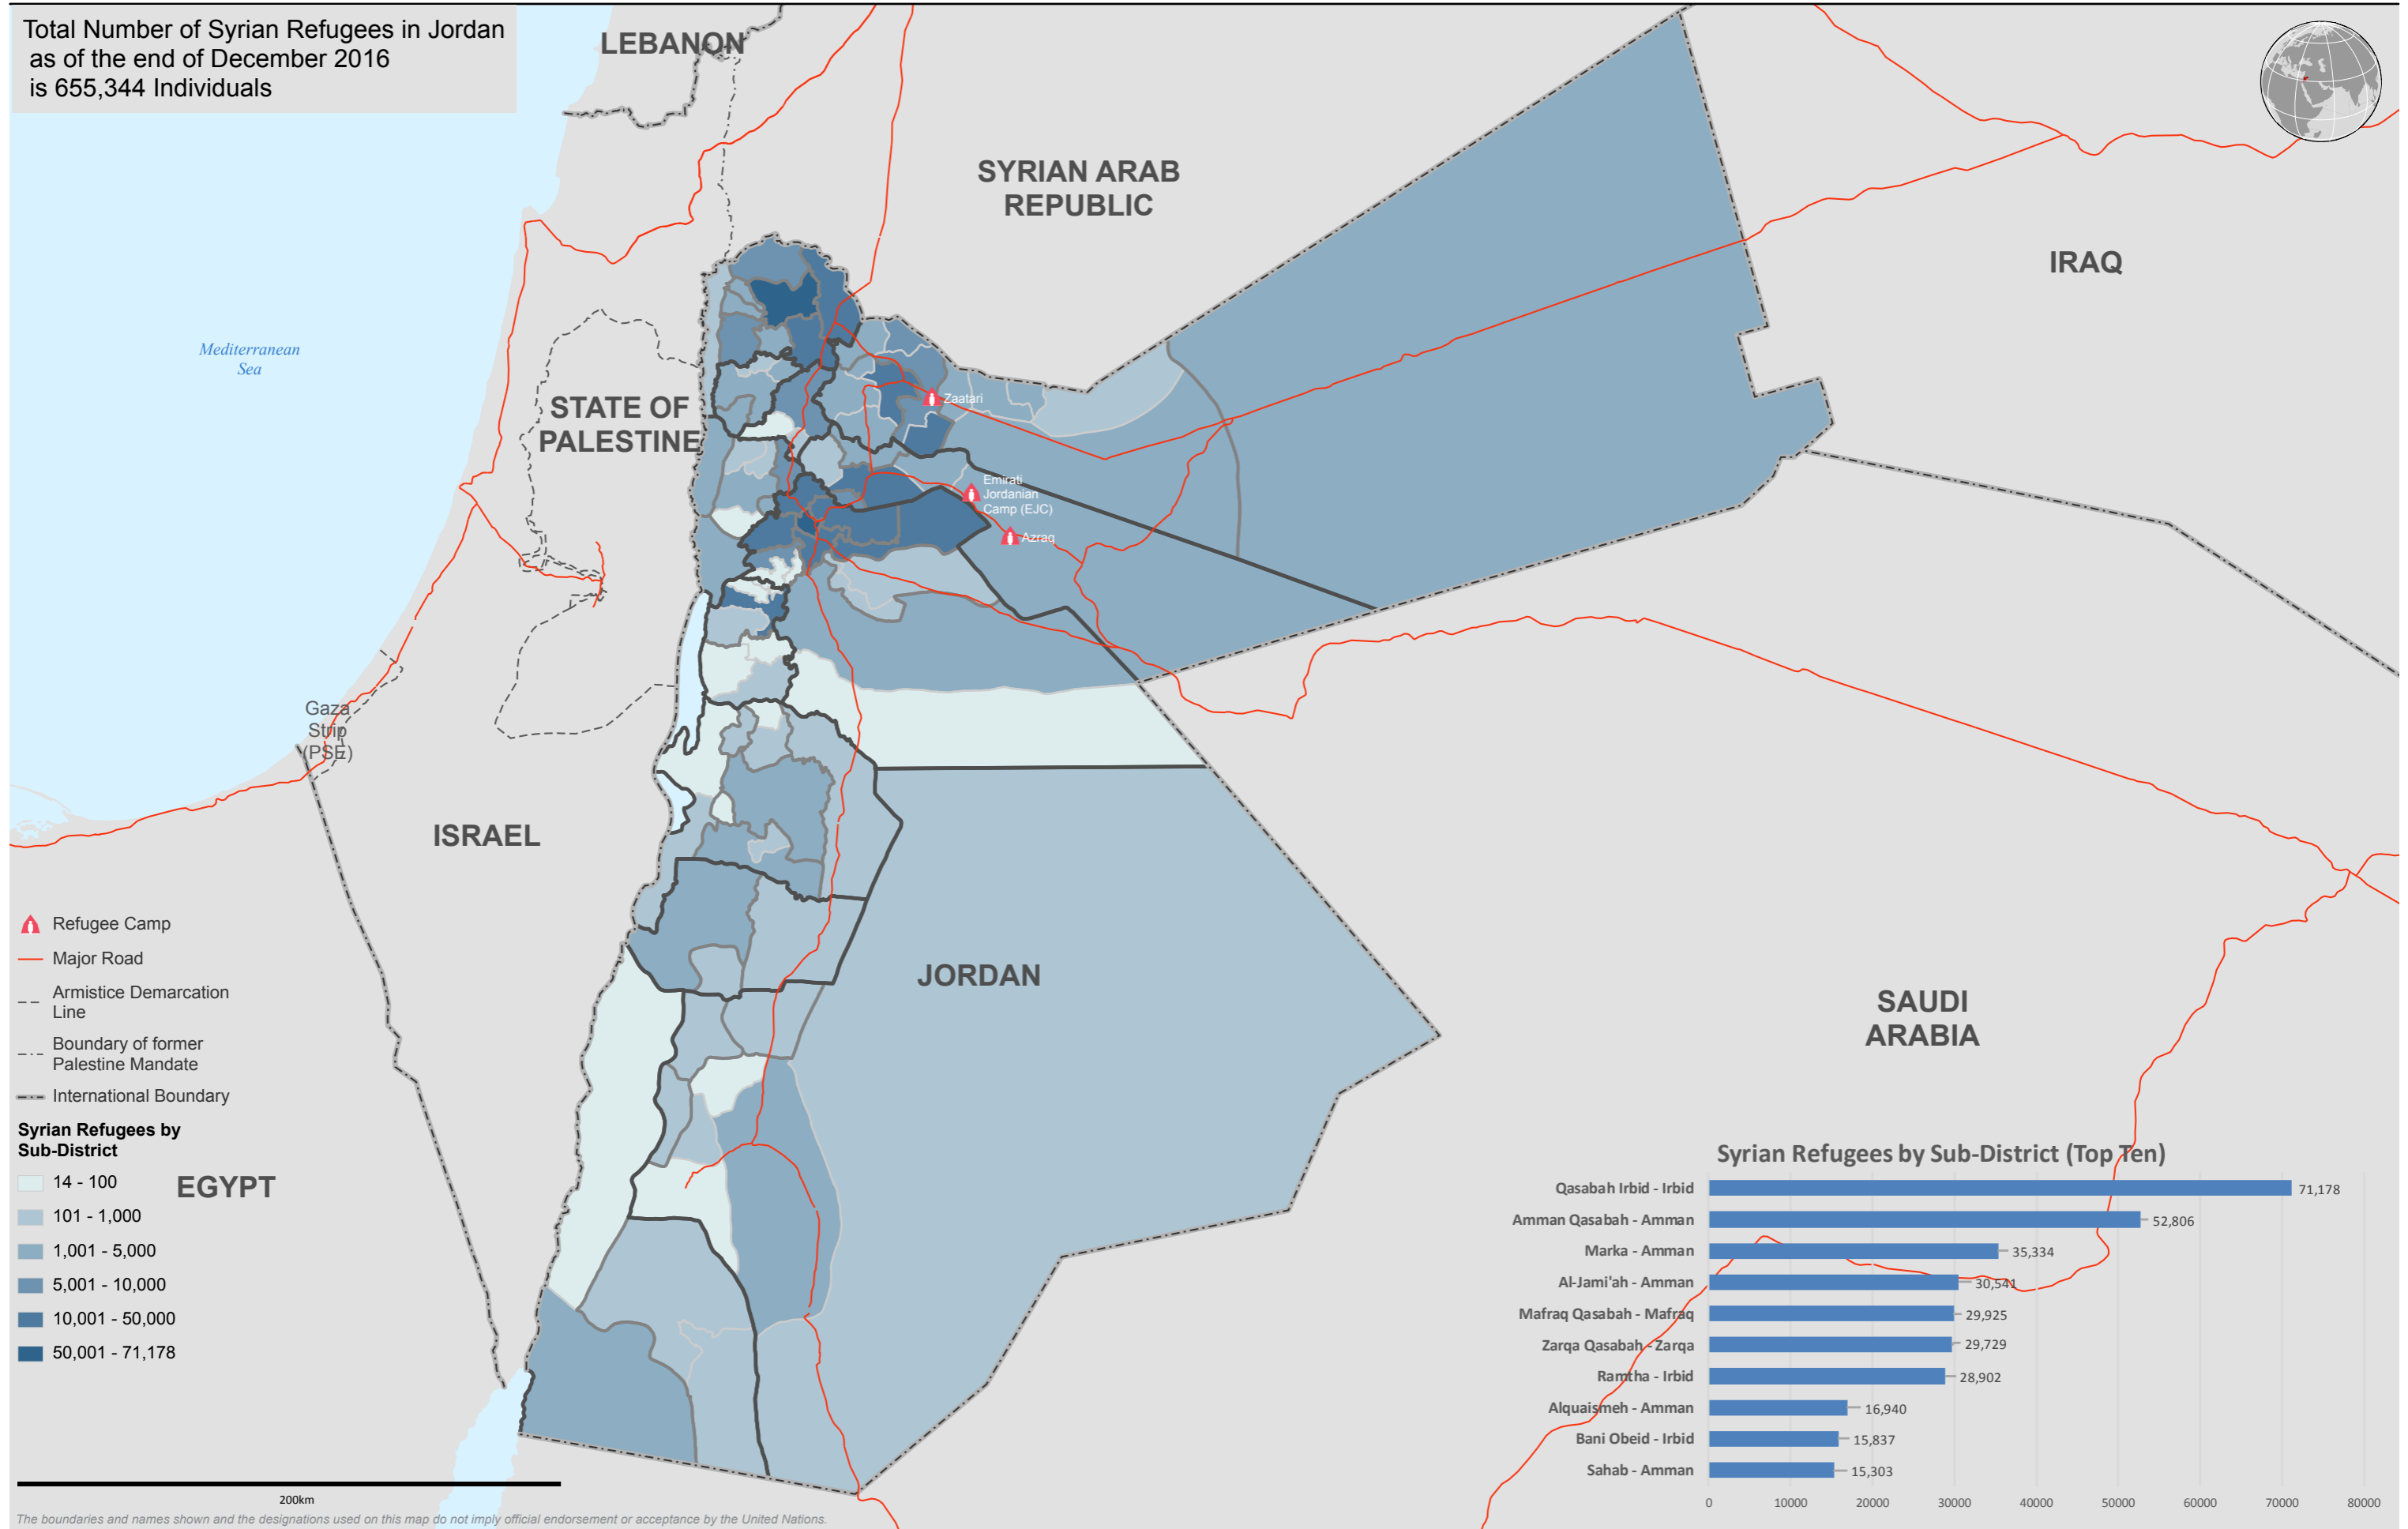 Total Number of Syrian Refugees in Jordan
as of the end of December 2016
is 655,344 Individuals
LEBANON
SYRIAN ARAB
REPUBLIC
IRAQ
Mediterranean
Sea
STATE OF
PALESTINE
Zaatari
Emirati
Jordanian
Camp (EJC)
Azraq
Gaza
Strip
(PSE)
ISRAEL
JORDAN
SAUDI
ARABIA
EGYPT
Refugee Camp
Major Road
Armistice Demarcation
Line
Boundary of former
Palestine Mandate
International Boundary
Syrian Refugees by
Sub-District
14 - 100
101 - 1,000
1,001 - 5,000
5,001 - 10,000
10,001 - 50,000
50,001 - 71,178
200km
The boundaries and names shown and the designations used on this map do not imply official endorsement or acceptance by the United Nations.
Syrian Refugees by Sub-District (Top Ten)
Qasabah Irbid - Irbid 71,178
Amman Qasabah - Amman 52,806
Marka - Amman 35,334
Al-Jami'ah - Amman 30,541
Mafraq Qasabah - Mafraq 29,925
Zarqa Qasabah - Zarqa 29,729
Ramtha - Irbid 28,902
Alquaismeh - Amman 16,940
Bani Obeid - Irbid 15,837
Sahab - Amman 15,303
0 10000 20000 30000 40000 50000 60000 70000 80000